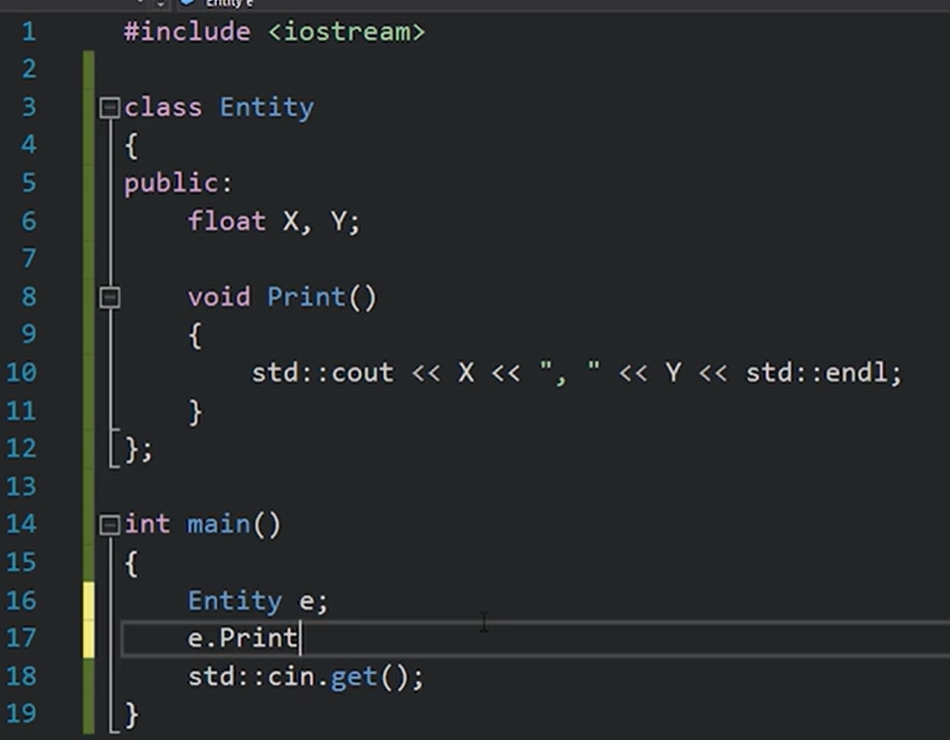 Entity e
1 #include <iostream>
2
3 class Entity
4 {
5 public:
6     float X, Y;
7
8     void Print()
9     {
10         std::cout << X << ", " << Y << std::endl;
11     }
12 };
13
14 int main()
15 {
16     Entity e;
17     e.Print
18     std::cin.get();
19 }